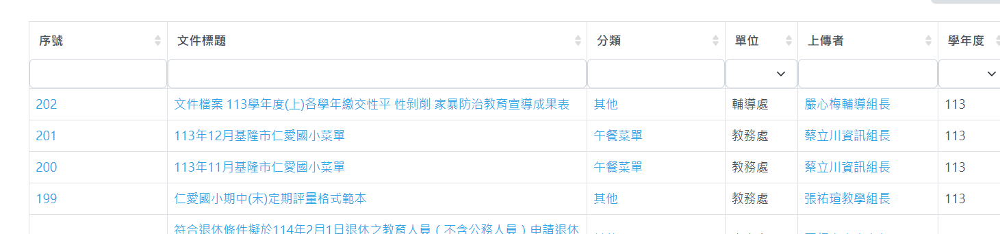 序號 文件標題 分類 單位 上傳者 學年度
202 文件檔案 113學年度(上)各學年繳交性平 性剝削 家暴防治教育宣導成果表 其他 輔導處 嚴心梅輔導組長 113
201 113年12月基隆市仁愛國小菜單 午餐菜單 教務處 蔡立川資訊組長 113
200 113年11月基隆市仁愛國小菜單 午餐菜單 教務處 蔡立川資訊組長 113
199 仁愛國小期中(末)定期評量格式範本 其他 教務處 張祐瑄教學組長 113
符合退休條件擬於114年2月1日退休之教育人員（不含公務人員）申請退休